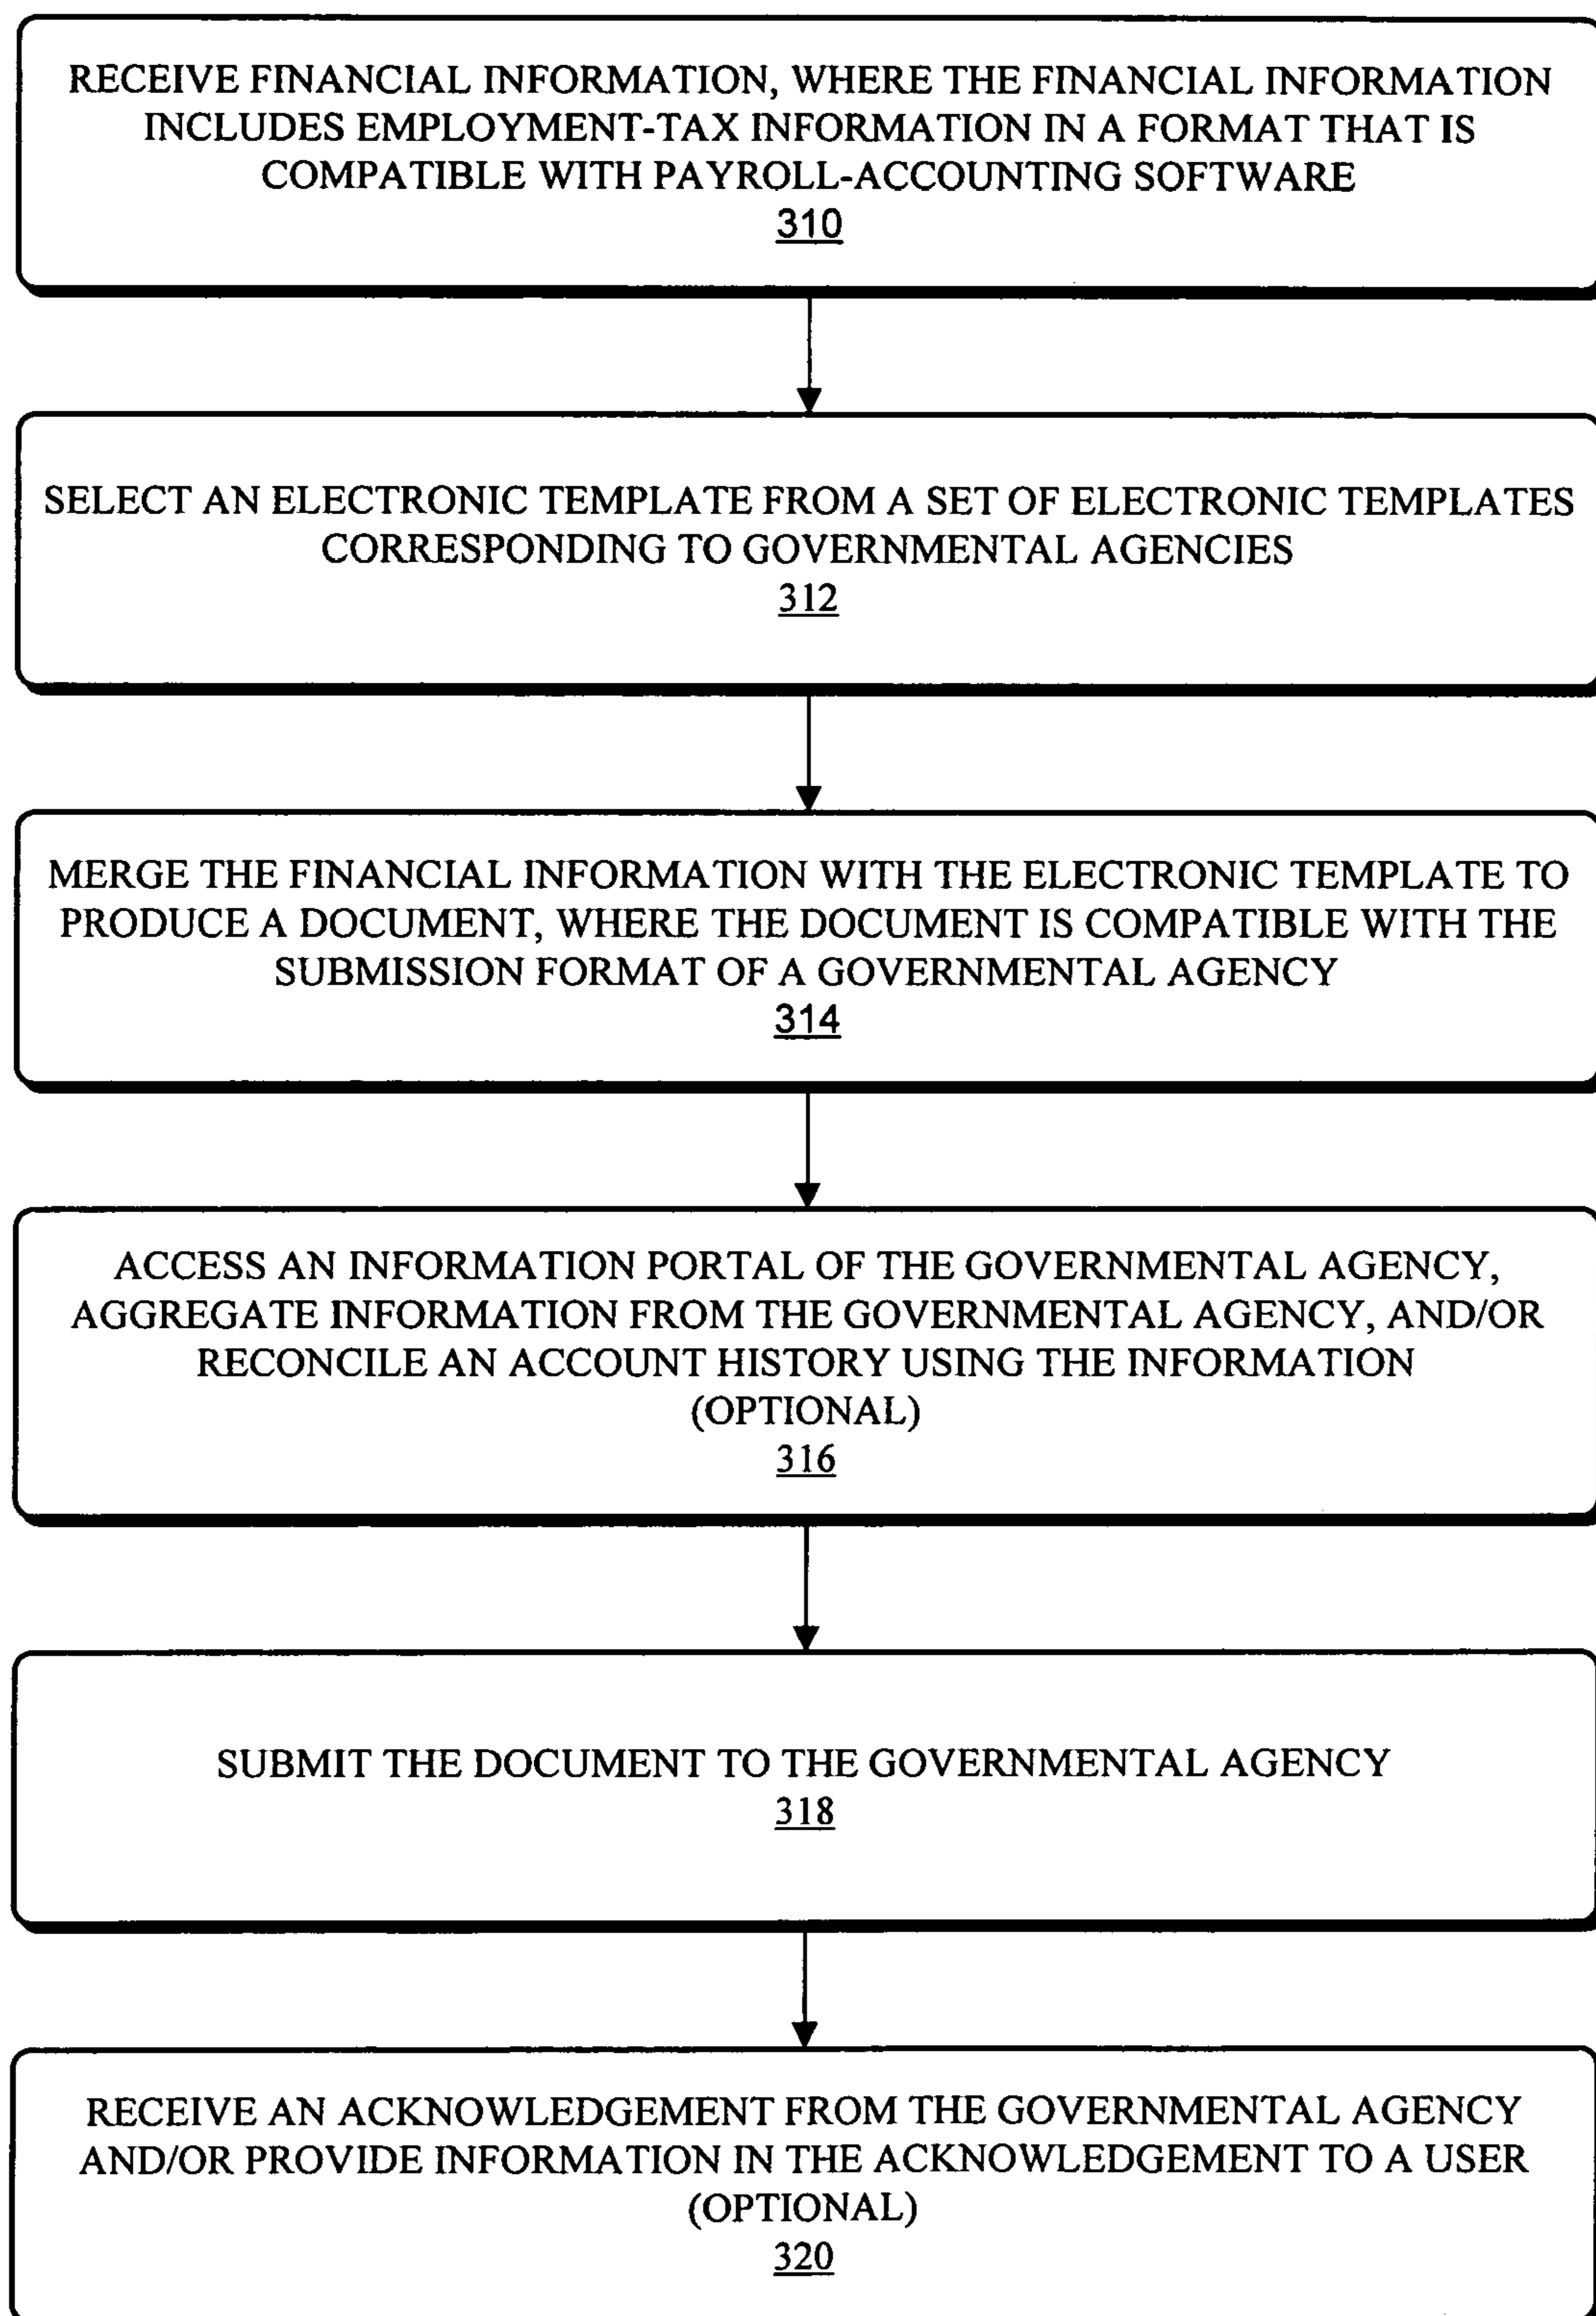 RECEIVE FINANCIAL INFORMATION, WHERE THE FINANCIAL INFORMATION
INCLUDES EMPLOYMENT-TAX INFORMATION IN A FORMAT THAT IS
COMPATIBLE WITH PAYROLL-ACCOUNTING SOFTWARE
310
SELECT AN ELECTRONIC TEMPLATE FROM A SET OF ELECTRONIC TEMPLATES
CORRESPONDING TO GOVERNMENTAL AGENCIES
312
MERGE THE FINANCIAL INFORMATION WITH THE ELECTRONIC TEMPLATE TO
PRODUCE A DOCUMENT, WHERE THE DOCUMENT IS COMPATIBLE WITH THE
SUBMISSION FORMAT OF A GOVERNMENTAL AGENCY
314
ACCESS AN INFORMATION PORTAL OF THE GOVERNMENTAL AGENCY,
AGGREGATE INFORMATION FROM THE GOVERNMENTAL AGENCY, AND/OR
RECONCILE AN ACCOUNT HISTORY USING THE INFORMATION
(OPTIONAL)
316
SUBMIT THE DOCUMENT TO THE GOVERNMENTAL AGENCY
318
RECEIVE AN ACKNOWLEDGEMENT FROM THE GOVERNMENTAL AGENCY
AND/OR PROVIDE INFORMATION IN THE ACKNOWLEDGEMENT TO A USER
(OPTIONAL)
320